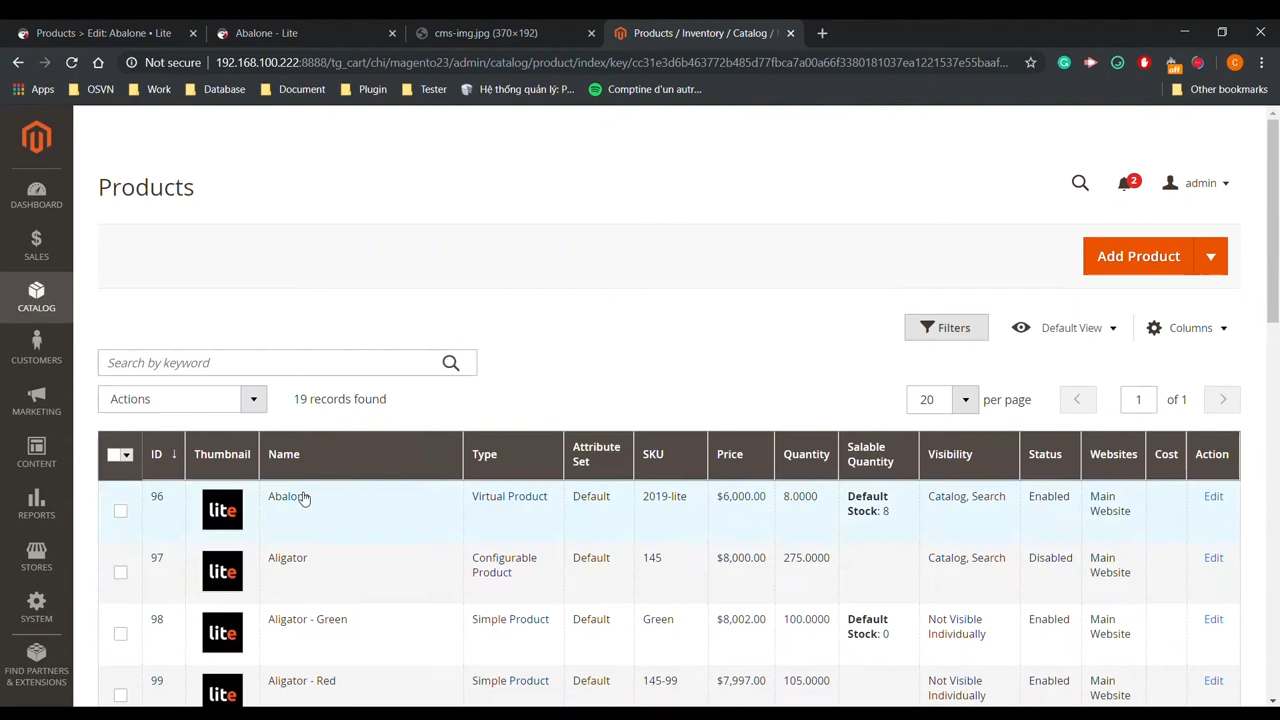 Products > Edit: Abalone • Lite
Abalone - Lite
cms-img.jpg (370×192)
Products / Inventory / Catalog /
Not secure
192.168.100.222:8888/tg_cart/chi/magento23/admin/catalog/product/index/key/cc31e3d6b463772b485d77fbca7a00a66f3380181037ea1221537e55baaf...
off
C
Apps
OSVN
Work
Database
Document
Plugin
Tester
Hệ thống quản lý: P...
Comptine d'un autr...
Other bookmarks
DASHBOARD
SALES
CATALOG
CUSTOMERS
MARKETING
CONTENT
REPORTS
STORES
SYSTEM
FIND PARTNERS
& EXTENSIONS
Products
2
admin
Add Product
Filters
Default View
Columns
Search by keyword
Actions
19 records found
20
per page
1
of 1
ID ↓ Thumbnail Name Type Attribute Set SKU Price Quantity Salable Quantity Visibility Status Websites Cost Action
96 lite Abalone Virtual Product Default 2019-lite $6,000.00 8.0000 Default Stock: 8 Catalog, Search Enabled Main Website Edit
97 lite Aligator Configurable Product Default 145 $8,000.00 275.0000 Catalog, Search Disabled Main Website Edit
98 lite Aligator - Green Simple Product Default Green $8,002.00 100.0000 Default Stock: 0 Not Visible Individually Enabled Main Website Edit
99 lite Aligator - Red Simple Product Default 145-99 $7,997.00 105.0000 Not Visible Individually Enabled Main Website Edit